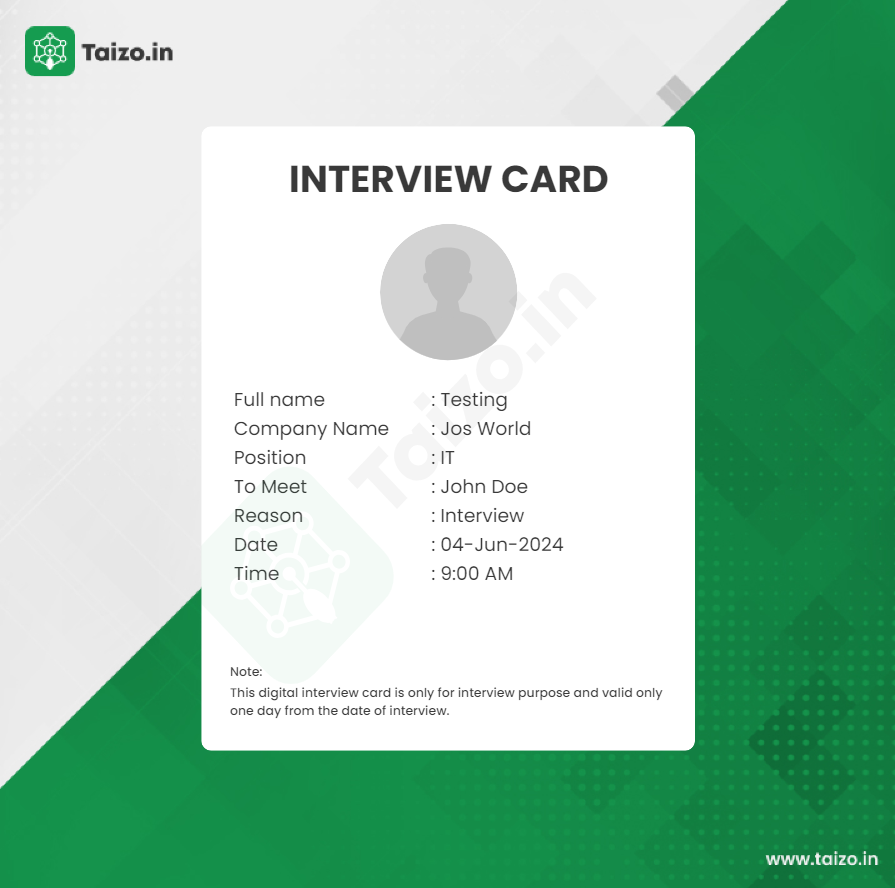 Taizo.in
INTERVIEW CARD
Taizo.in
Full name : Testing
Company Name : Jos World
Position : IT
To Meet : John Doe
Reason : Interview
Date : 04-Jun-2024
Time : 9:00 AM
Note:
This digital interview card is only for interview purpose and valid only
one day from the date of interview.
www.taizo.in